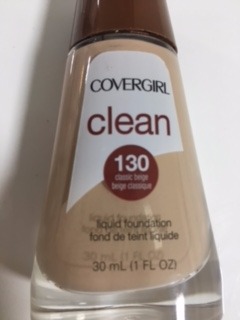 COVERGIRL
clean
130
classic beige
beige classique
liquid foundation
fond de teint liquide
30 mL (1 FL OZ)